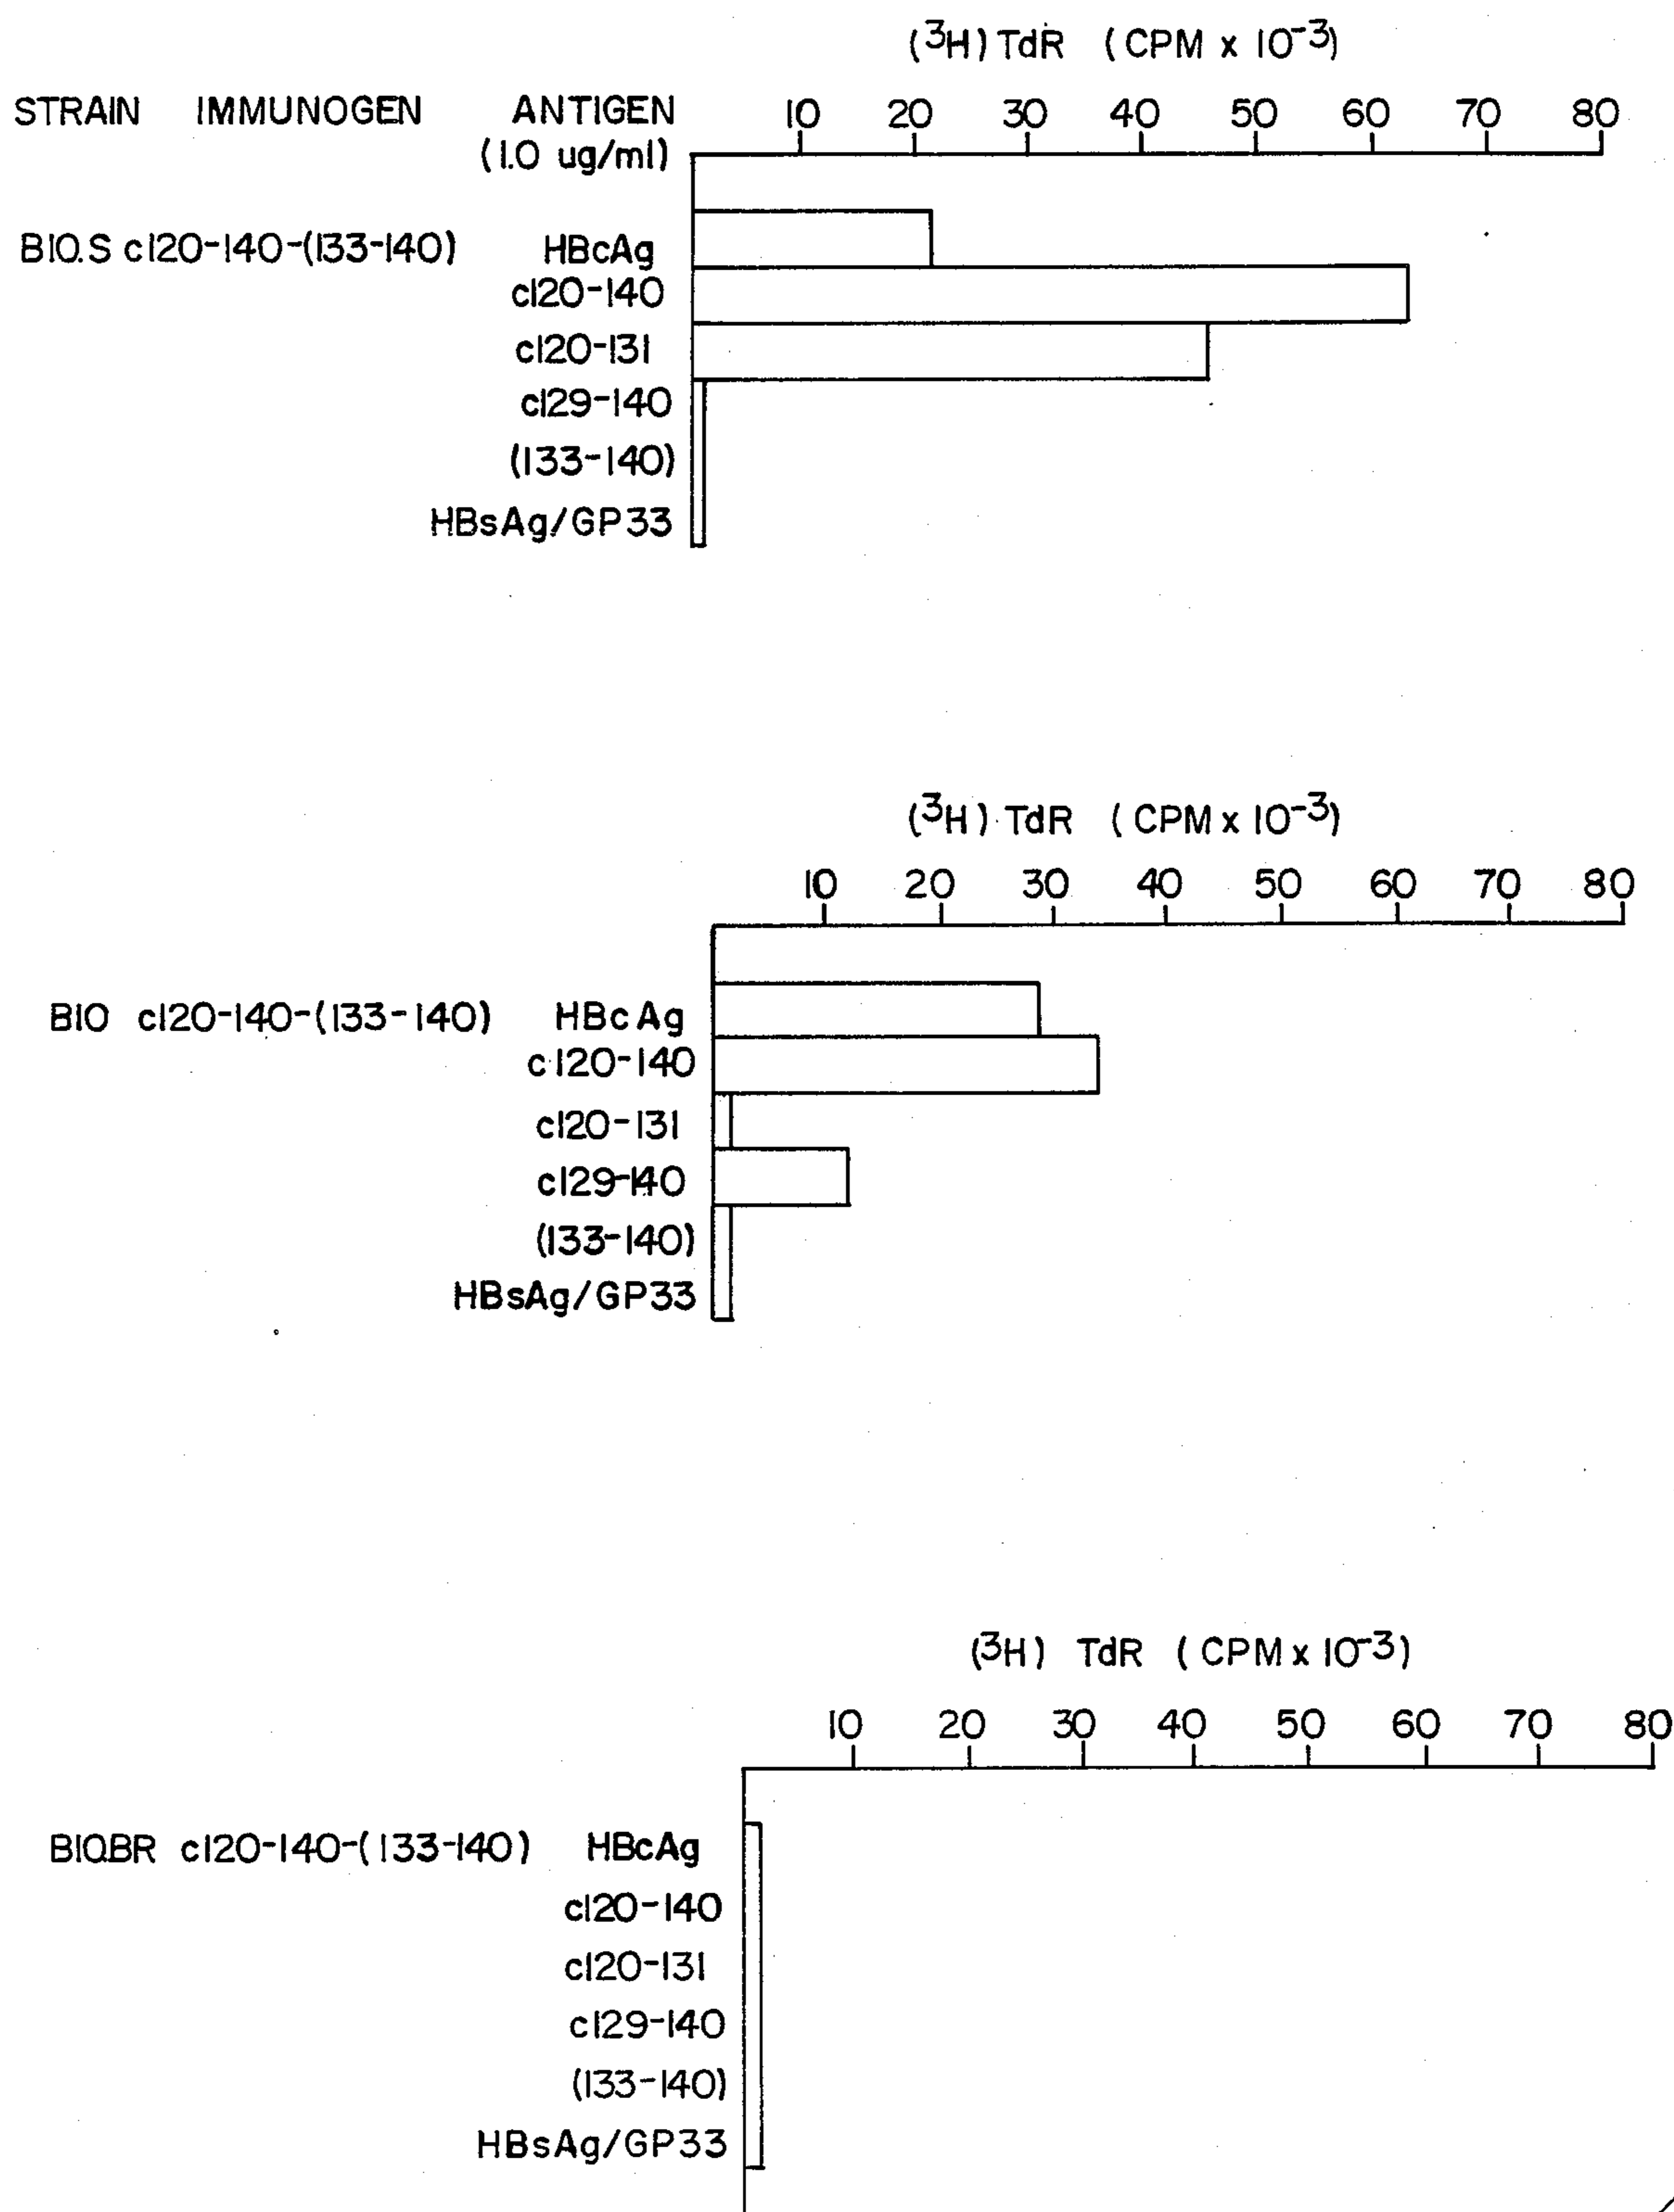 (³H) TdR (CPM x 10⁻³)
STRAIN IMMUNOGEN ANTIGEN 10 20 30 40 50 60 70 80
(1.0 ug/ml)
B10.S c120-140-(133-140) HBcAg
c120-140
c120-131
c129-140
(133-140)
HBsAg/GP33
(³H) TdR (CPM x 10⁻³)
10 20 30 40 50 60 70 80
B10 c120-140-(133-140) HBcAg
c120-140
c120-131
c129-140
(133-140)
HBsAg/GP33
(³H) TdR (CPM x 10⁻³)
10 20 30 40 50 60 70 80
B10.BR c120-140-(133-140) HBcAg
c120-140
c120-131
c129-140
(133-140)
HBsAg/GP33